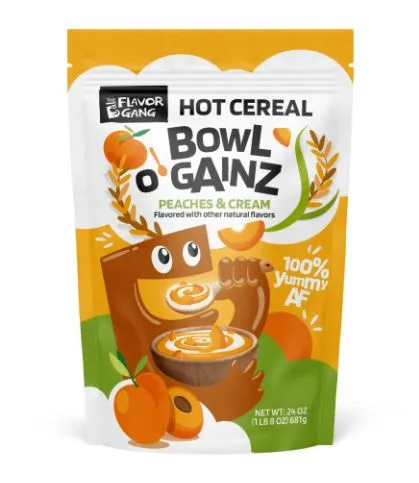 THE FLAVOR
GANG
HOT CEREAL
BOWL
O' GAINZ
PEACHES & CREAM
Flavored with other natural flavors
100%
yummy
AF
NET WT. 24 OZ
(1 LB 8 OZ) 681g